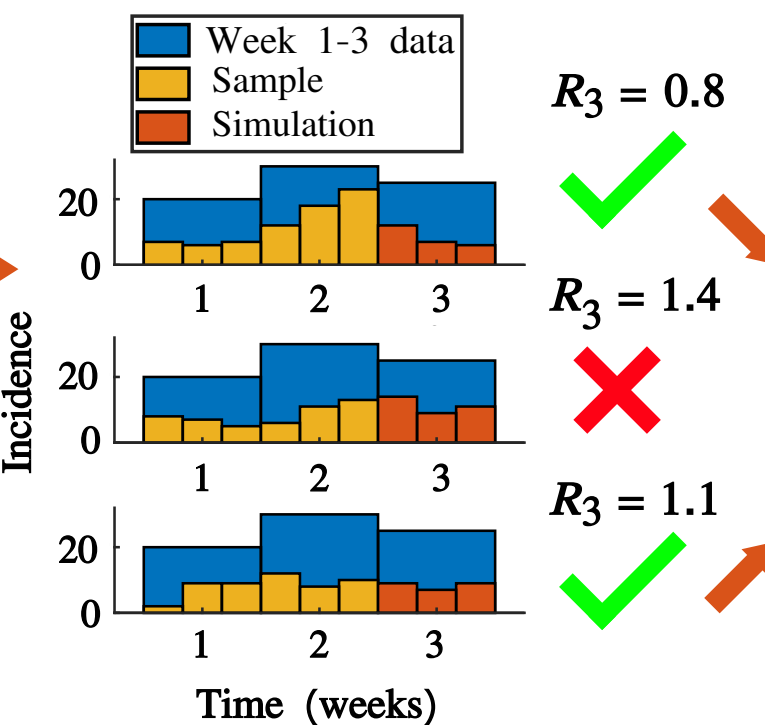 Week 1-3 data
Sample
Simulation
R3 = 0.8
20
0
1 2 3
R3 = 1.4
Incidence
20
0
1 2 3
R3 = 1.1
20
0
1 2 3
Time (weeks)